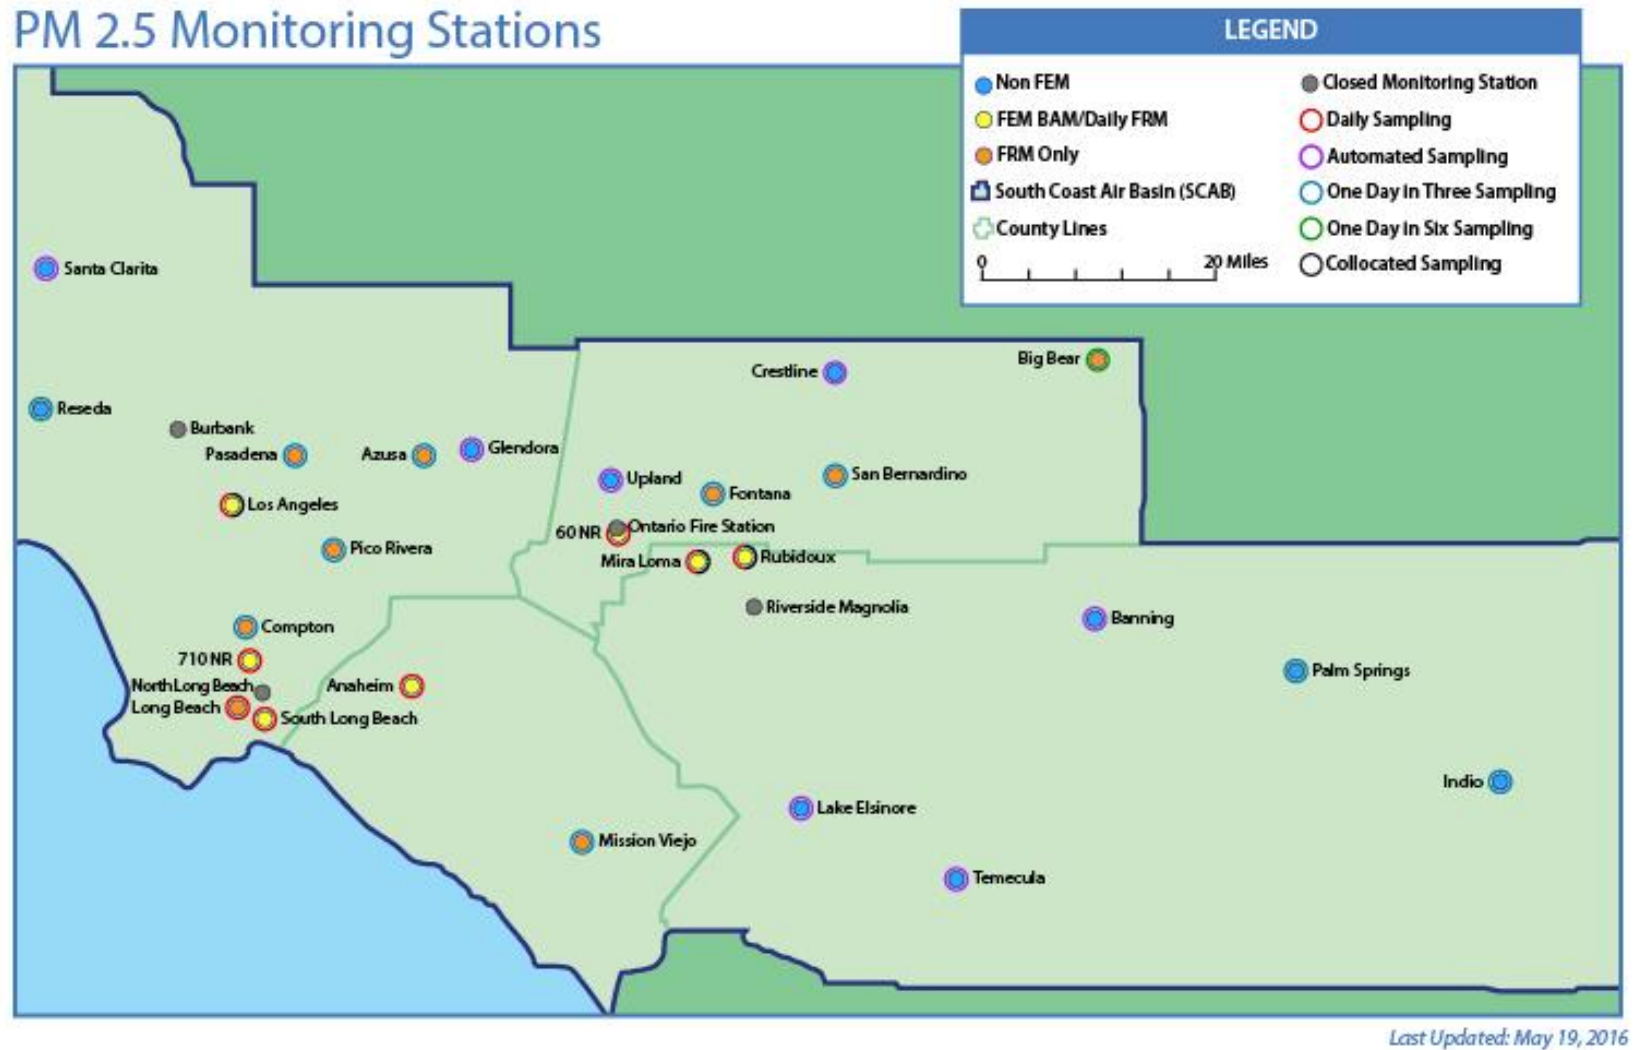 PM 2.5 Monitoring Stations
LEGEND
Non FEM
FEM BAM/Daily FRM
FRM Only
South Coast Air Basin (SCAB)
County Lines
0 20 Miles
Closed Monitoring Station
Daily Sampling
Automated Sampling
One Day in Three Sampling
One Day in Six Sampling
Collocated Sampling
Santa Clarita
Crestline
Big Bear
Reseda
Burbank
Pasadena
Azusa
Glendora
Upland
San Bernardino
Fontana
Los Angeles
60 NR
Ontario Fire Station
Pico Rivera
Mira Loma
Rubidoux
Riverside Magnolia
Banning
Compton
710 NR
Palm Springs
North Long Beach
Anaheim
Long Beach
South Long Beach
Indio
Lake Elsinore
Mission Viejo
Temecula
Last Updated: May 19, 2016